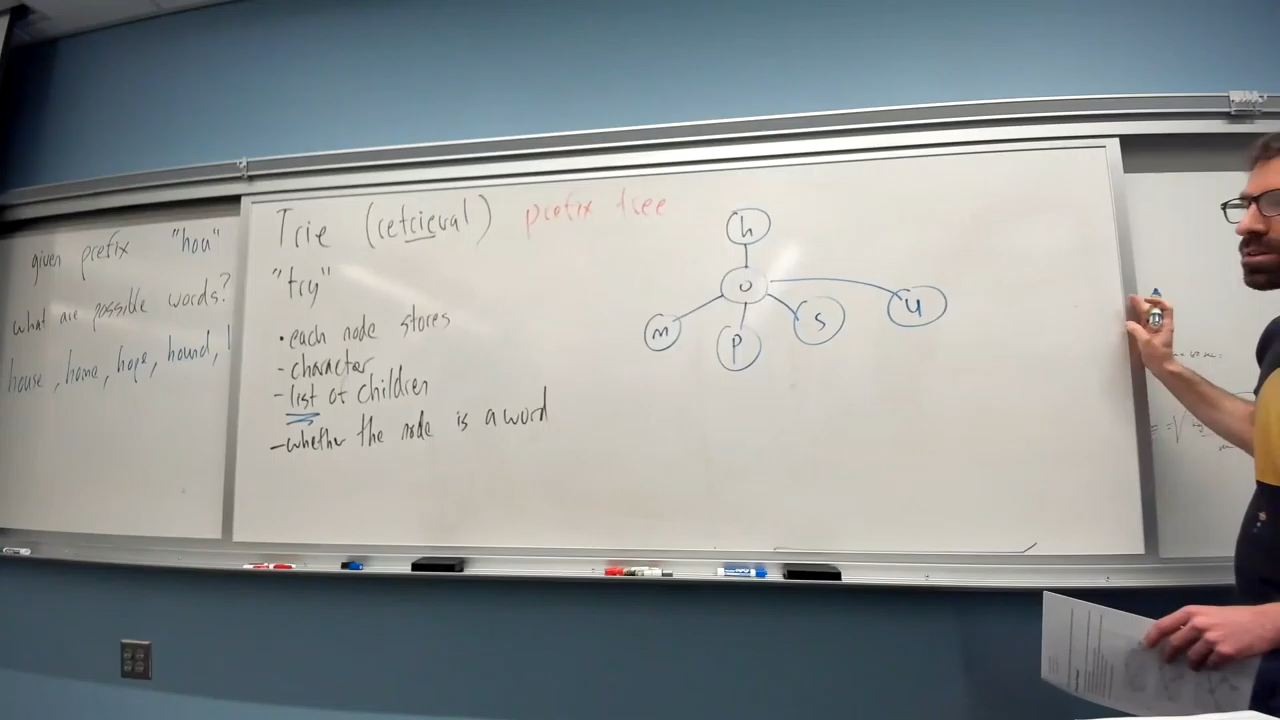 given prefix "hou"
what are possible words?
house, home, hope, hound,
Trie (retrieval) prefix tree
"try"
• each node stores
- character
- list of children
- whether the node is a word
h
o
m
p
s
u